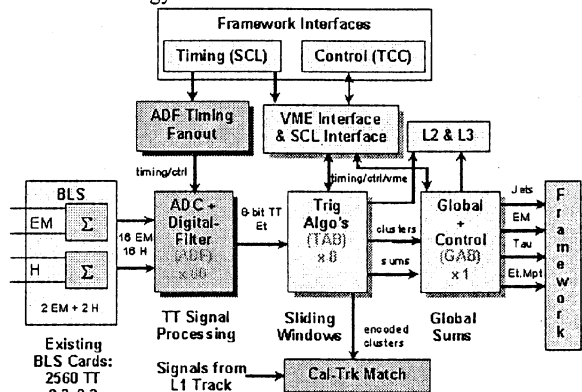 Framework Interfaces
Timing (SCL)
Control (TCC)
ADF Timing
Fanout
VME Interface
& SCL Interface
L2 & L3
timing/ctrl
timing/ctrl/vme
BLS
EM
Σ
H
Σ
2 EM + 2 H
16 EM
16 H
ADC +
Digital-
Filter
(ADF)
x 80
8-bit TT
Et
Trig
Algo's
(TAB)
x 8
clusters
sums
Global
+
Control
(GAB)
x 1
Jets
EM
Tau
Et,Mpt
Framework
Existing
BLS Cards:
2560 TT
TT Signal
Processing
Sliding
Windows
encoded
clusters
Global
Sums
Signals from
L1 Track
Cal-Trk Match